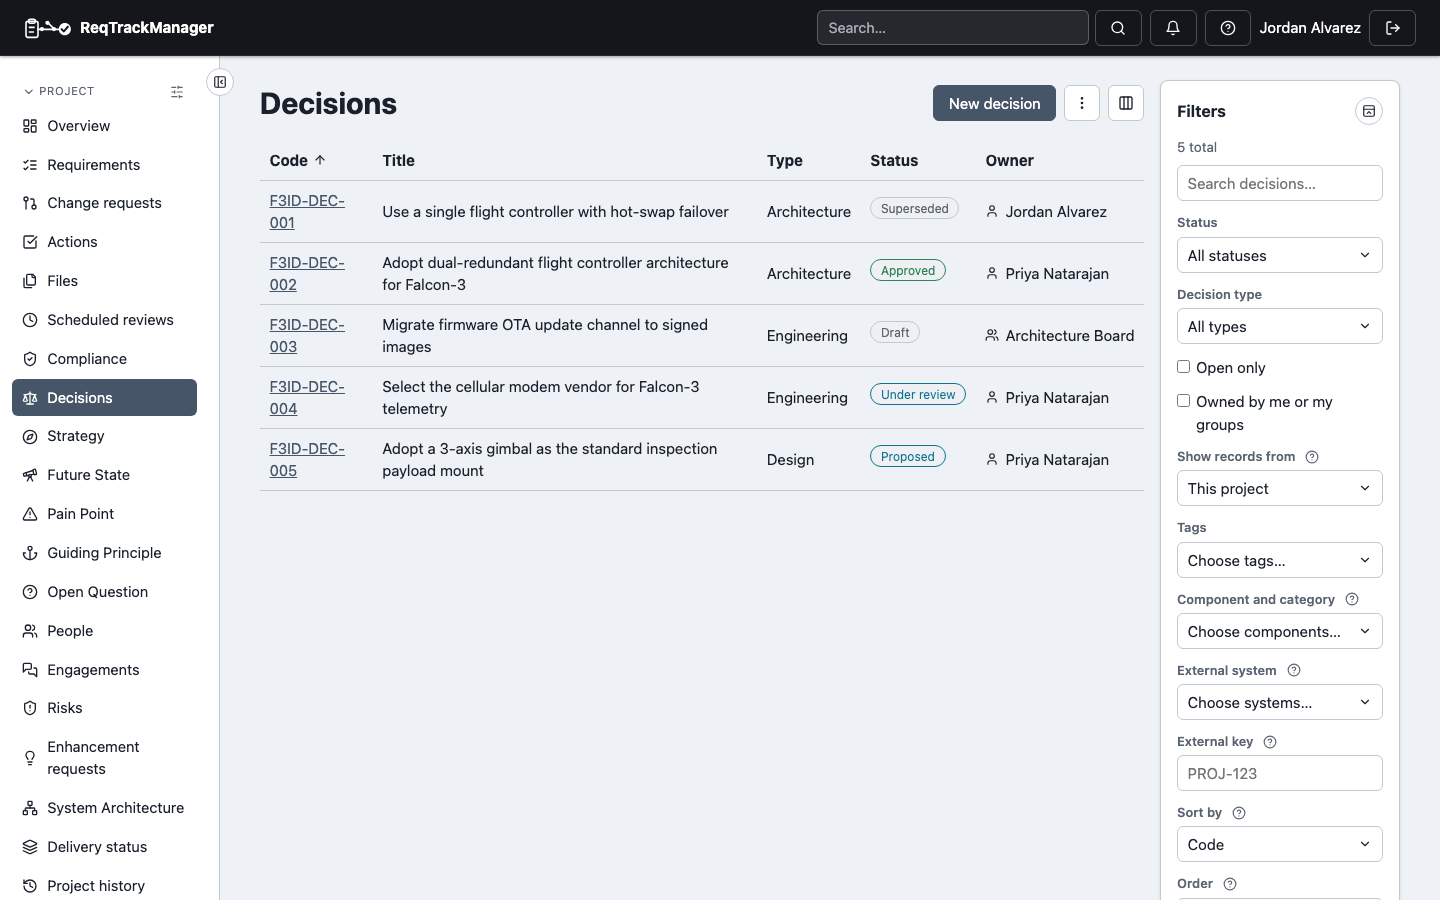 ReqTrackManager
Search...
Jordan Alvarez
PROJECT
Overview
Requirements
Change requests
Actions
Files
Scheduled reviews
Compliance
Decisions
Strategy
Future State
Pain Point
Guiding Principle
Open Question
People
Engagements
Risks
Enhancement
requests
System Architecture
Delivery status
Project history
Decisions
New decision
Code Title Type Status Owner
F3ID-DEC-
001
Use a single flight controller with hot-swap failover
Architecture
Superseded
Jordan Alvarez
F3ID-DEC-
002
Adopt dual-redundant flight controller architecture
for Falcon-3
Architecture
Approved
Priya Natarajan
F3ID-DEC-
003
Migrate firmware OTA update channel to signed
images
Engineering
Draft
Architecture Board
F3ID-DEC-
004
Select the cellular modem vendor for Falcon-3
telemetry
Engineering
Under review
Priya Natarajan
F3ID-DEC-
005
Adopt a 3-axis gimbal as the standard inspection
payload mount
Design
Proposed
Priya Natarajan
Filters
5 total
Search decisions...
Status
All statuses
Decision type
All types
Open only
Owned by me or my
groups
Show records from
This project
Tags
Choose tags...
Component and category
Choose components...
External system
Choose systems...
External key
PROJ-123
Sort by
Code
Order